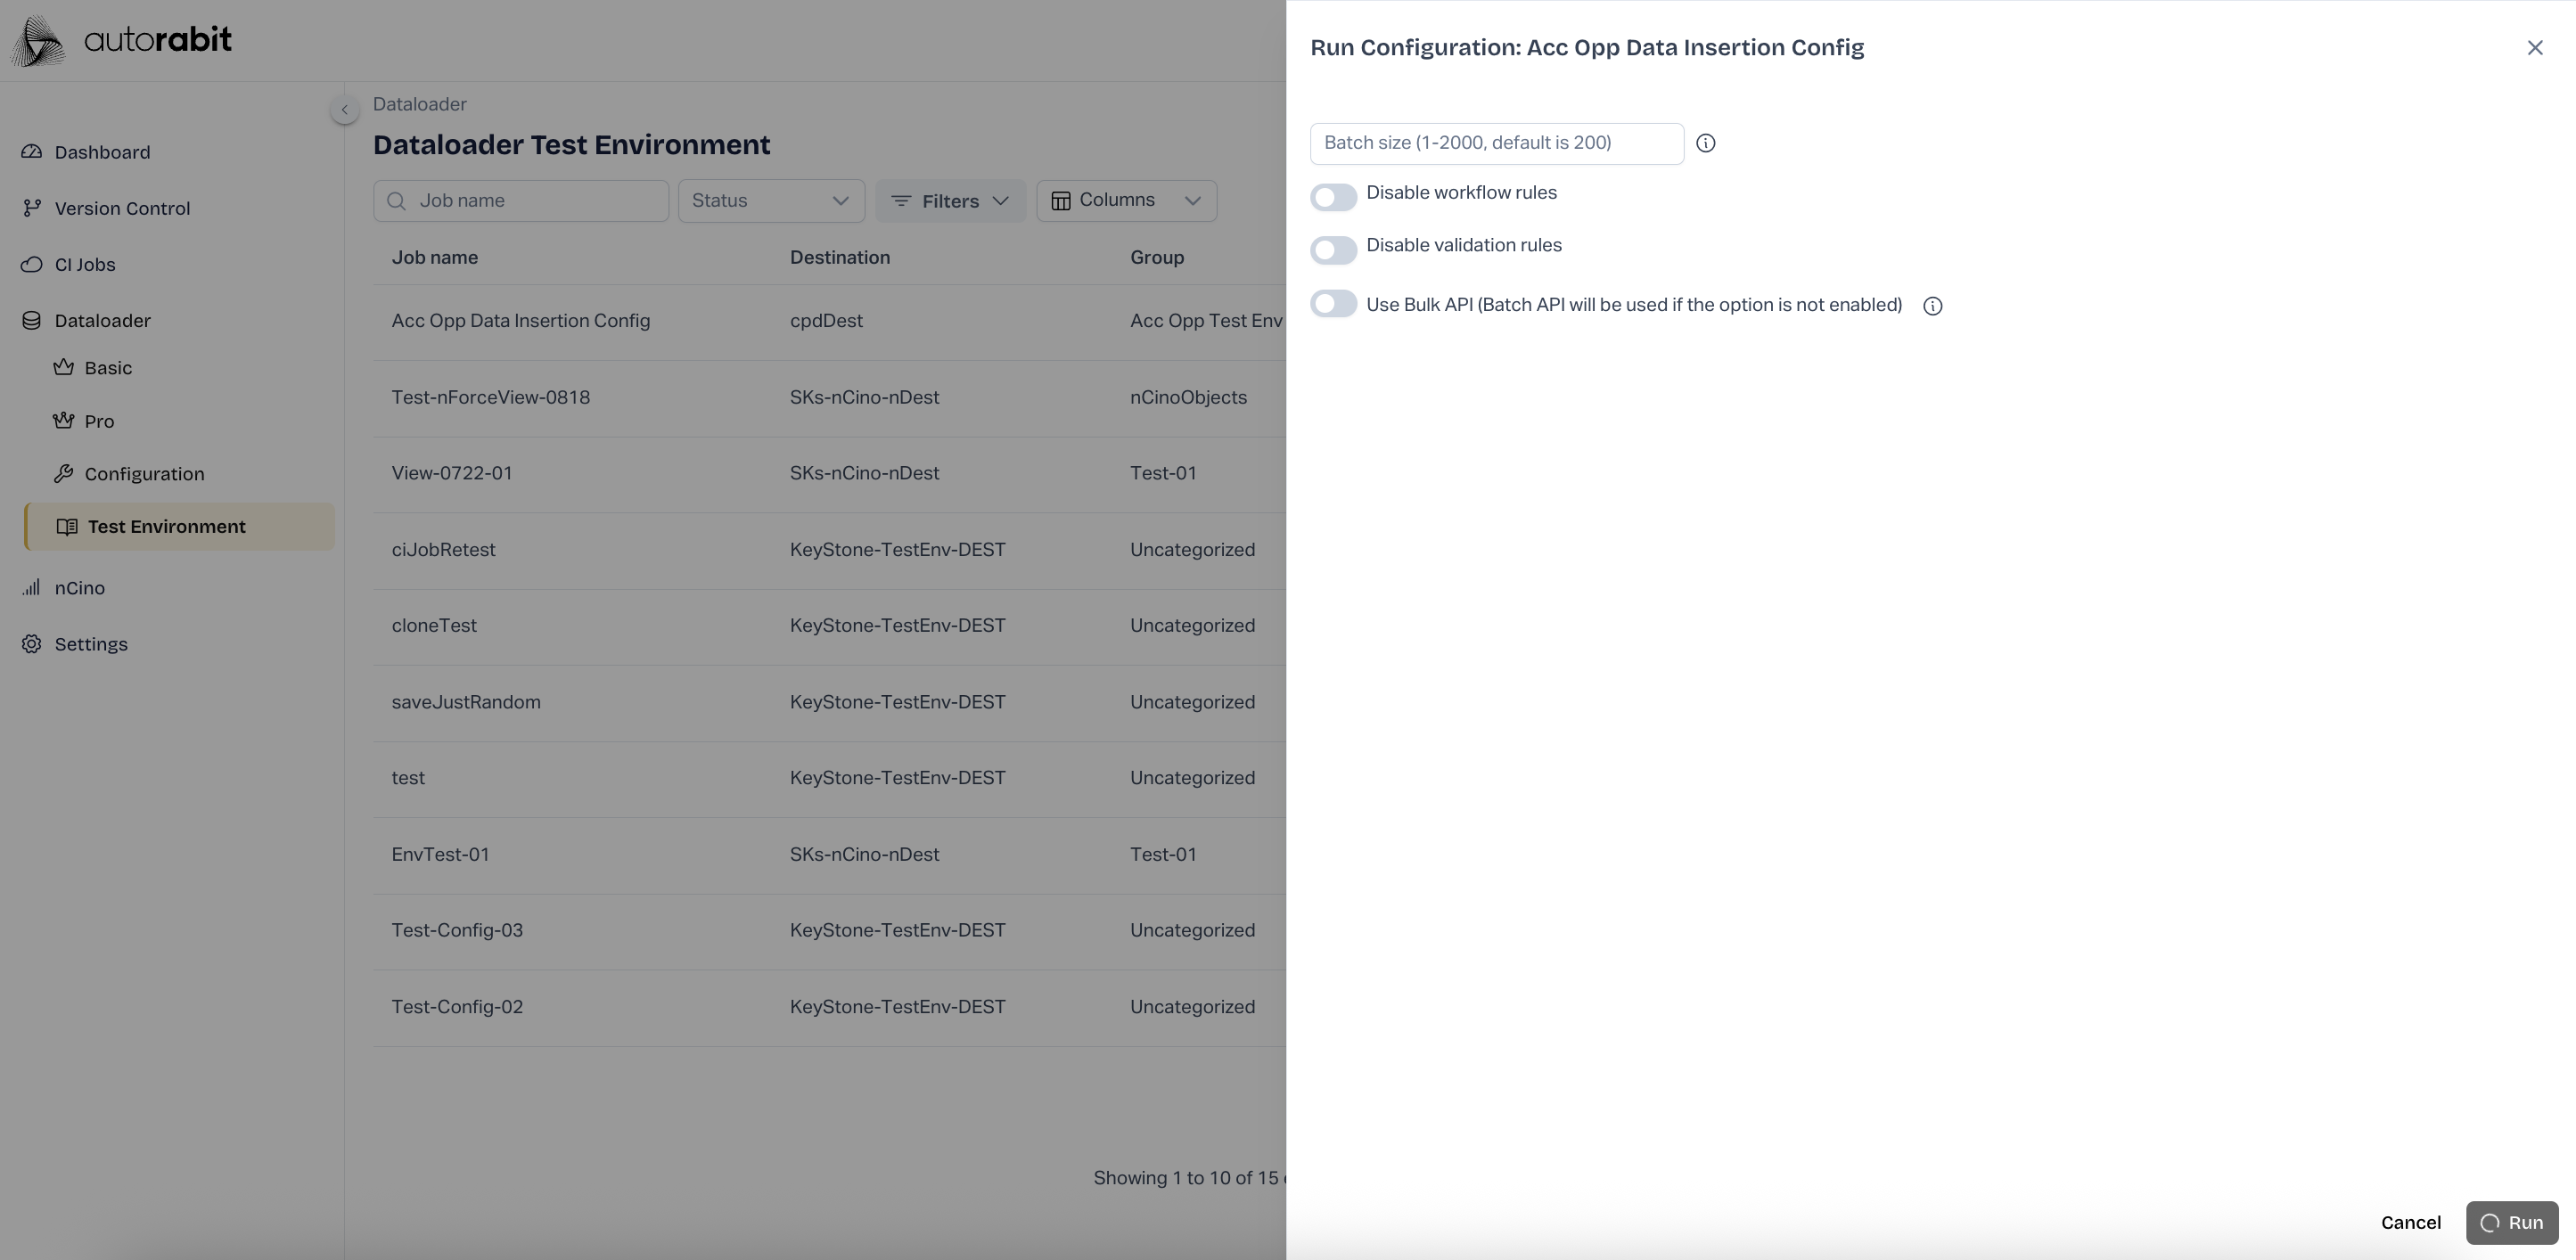 autorabit
Dashboard
Version Control
CI Jobs
Dataloader
Basic
Pro
Configuration
Test Environment
nCino
Settings
Dataloader
Dataloader Test Environment
Job name
Status
Filters
Columns
Job name Destination Group
Acc Opp Data Insertion Config cpdDest Acc Opp Test Env
Test-nForceView-0818 SKs-nCino-nDest nCinoObjects
View-0722-01 SKs-nCino-nDest Test-01
ciJobRetest KeyStone-TestEnv-DEST Uncategorized
cloneTest KeyStone-TestEnv-DEST Uncategorized
saveJustRandom KeyStone-TestEnv-DEST Uncategorized
test KeyStone-TestEnv-DEST Uncategorized
EnvTest-01 SKs-nCino-nDest Test-01
Test-Config-03 KeyStone-TestEnv-DEST Uncategorized
Test-Config-02 KeyStone-TestEnv-DEST Uncategorized
Showing 1 to 10 of 15
Run Configuration: Acc Opp Data Insertion Config
Batch size (1-2000, default is 200)
Disable workflow rules
Disable validation rules
Use Bulk API (Batch API will be used if the option is not enabled)
Cancel
Run